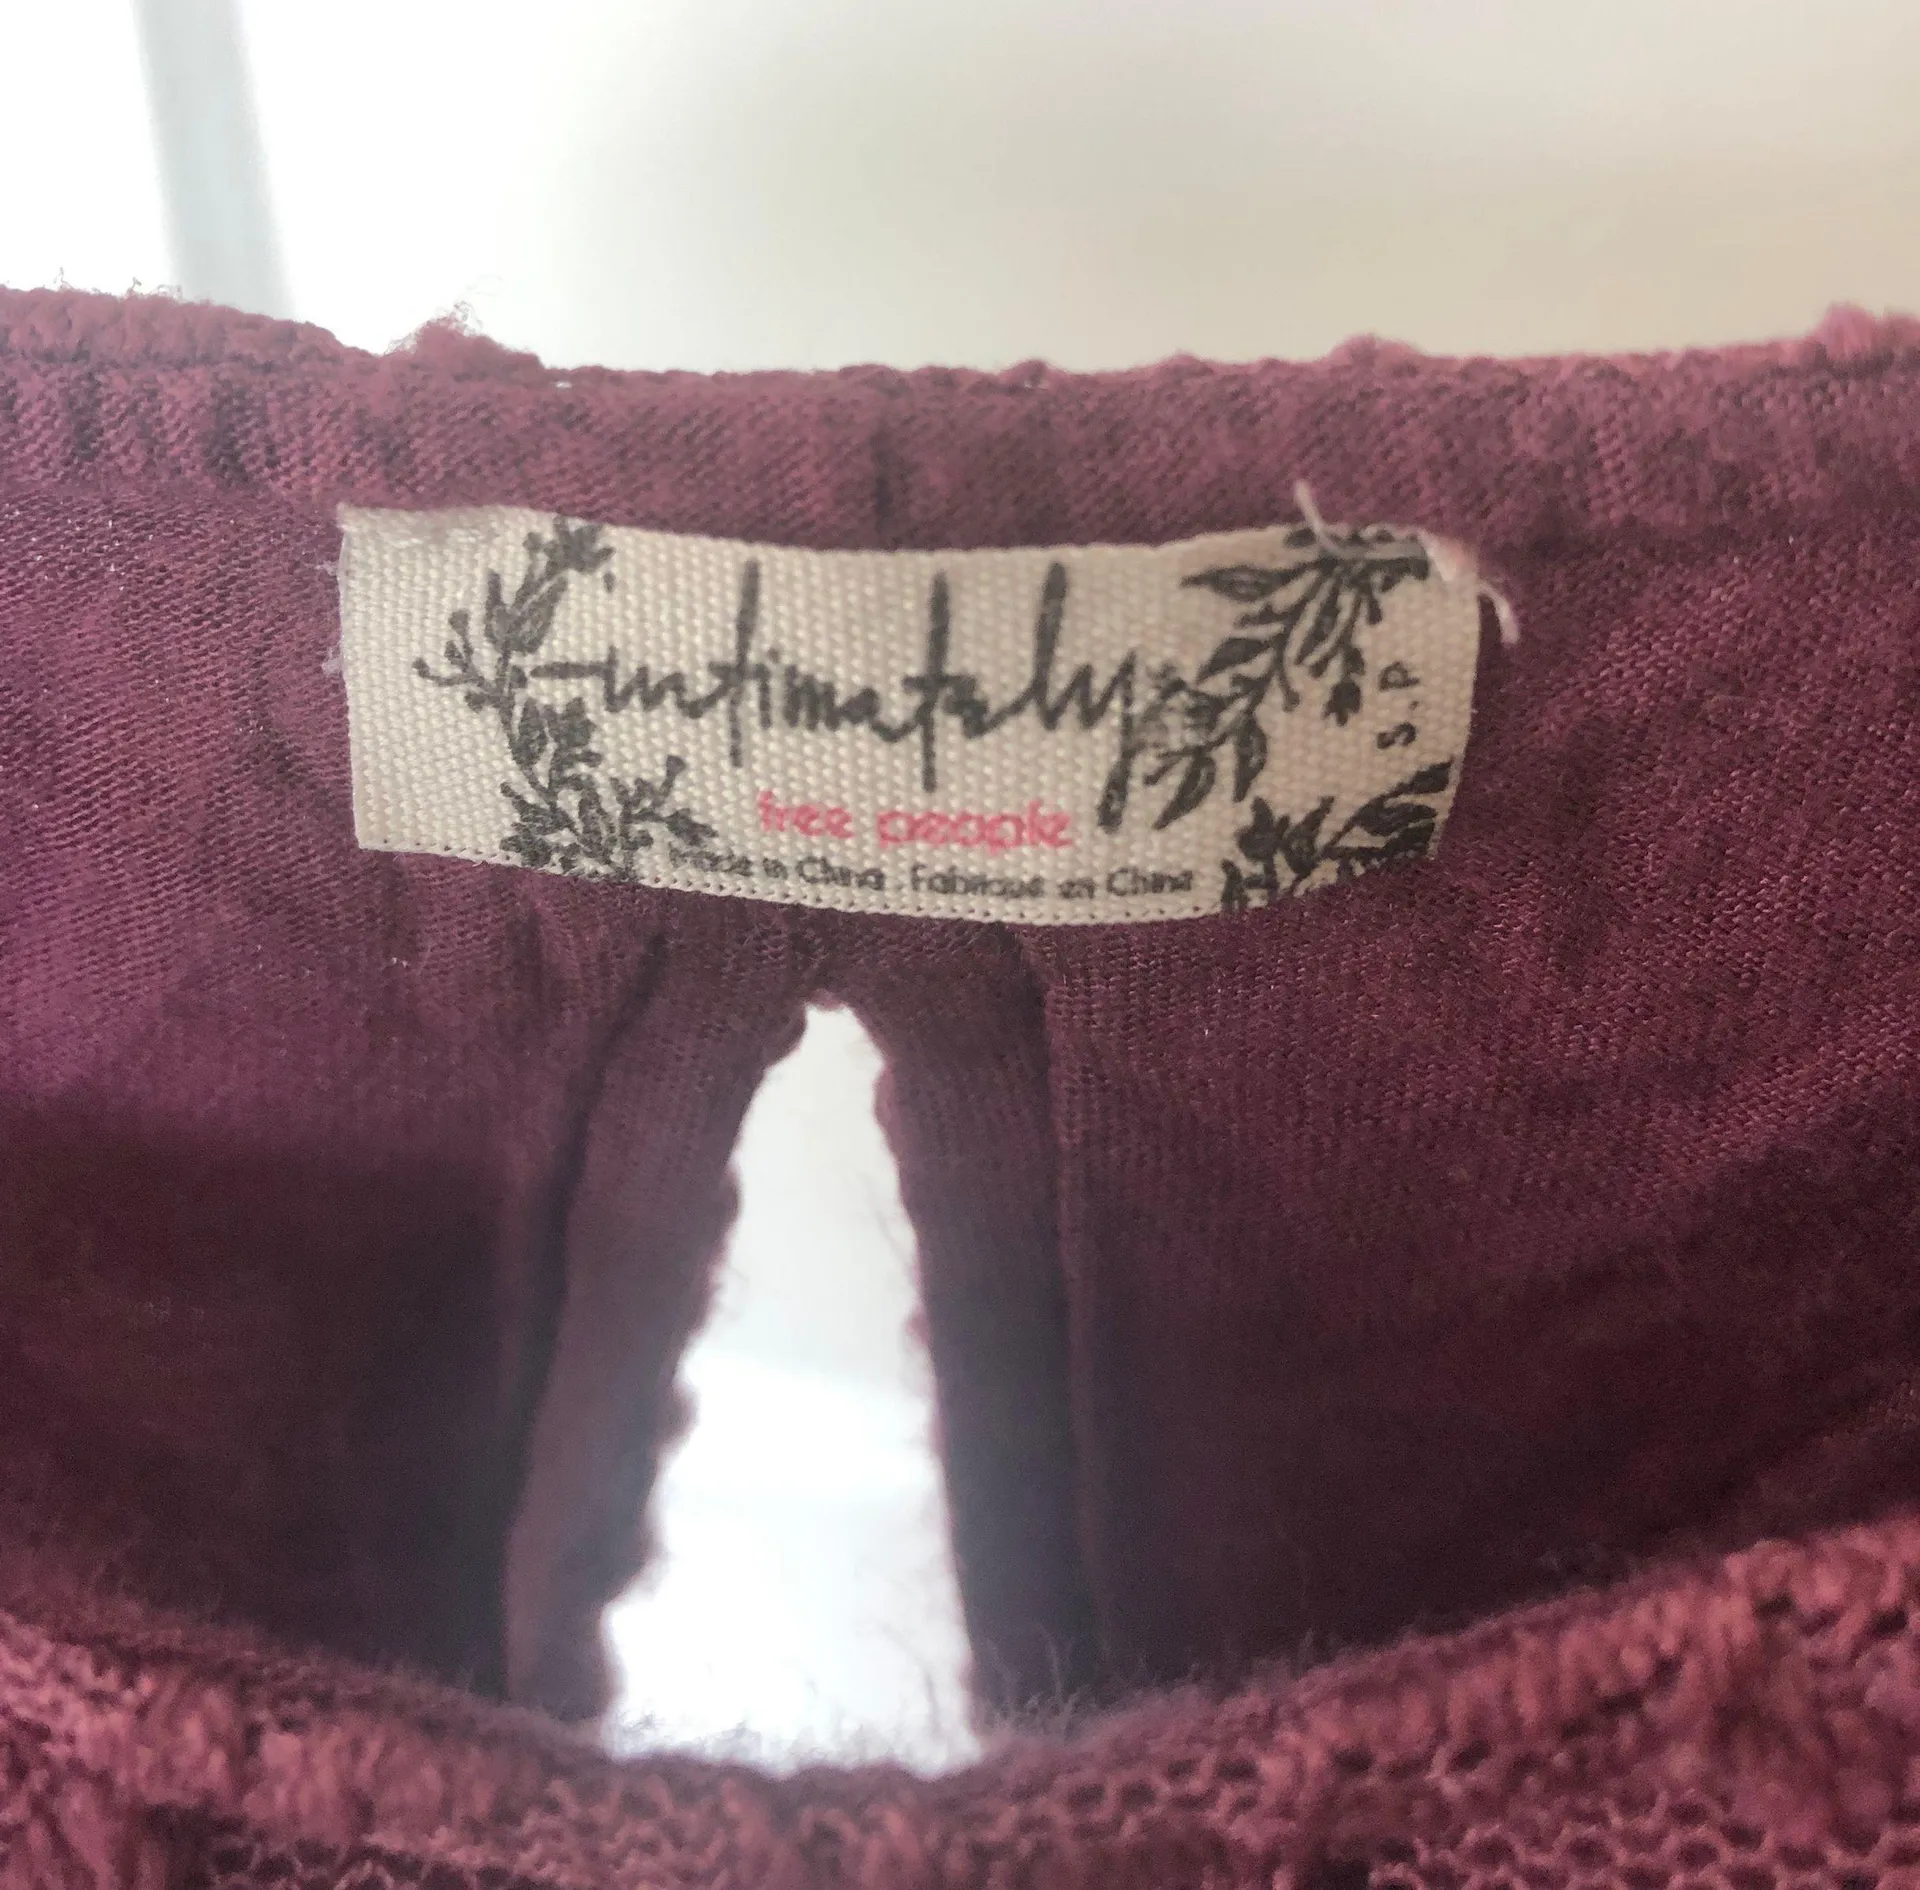 intimately
S.P
free people
Made in China . Fabriqué en Chine